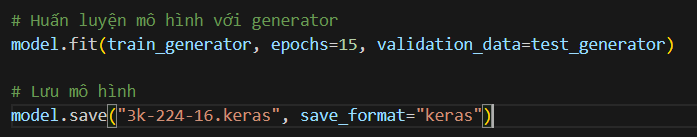 # Huấn luyện mô hình với generator
model.fit(train_generator, epochs=15, validation_data=test_generator)
# Lưu mô hình
model.save("3k-224-16.keras", save_format="keras")